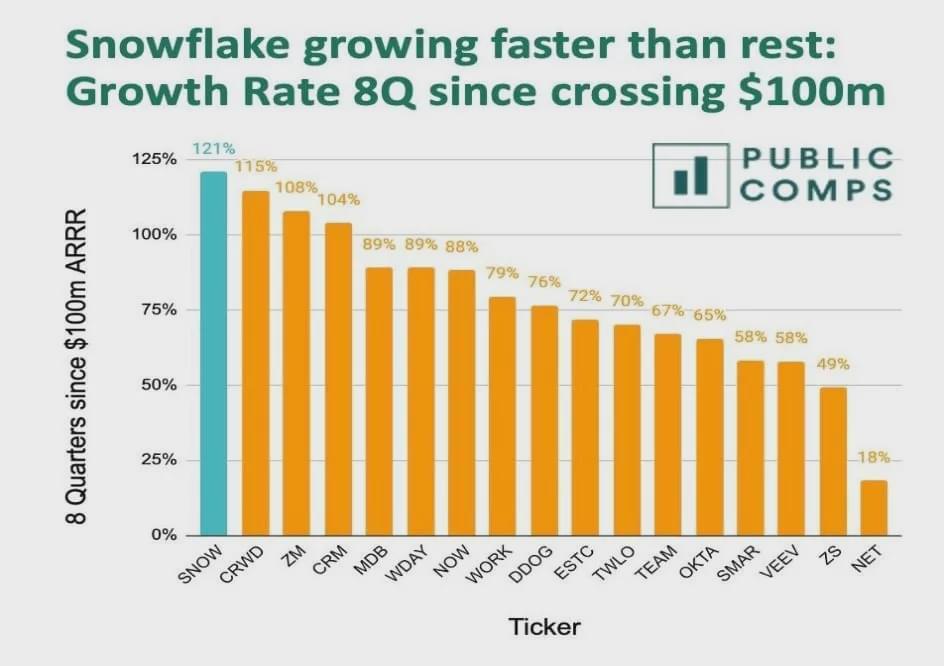 Snowflake growing faster than rest:
Growth Rate 8Q since crossing $100m
PUBLIC
COMPS
8 Quarters since $100m ARRR
125%
100%
75%
50%
25%
0%
121%
115%
108%
104%
89%
89%
88%
79%
76%
72%
70%
67%
65%
58%
58%
49%
18%
SNOW
CRWD
ZM
CRM
MDB
WDAY
NOW
WORK
DDOG
ESTC
TWLO
TEAM
OKTA
SMAR
VEEV
ZS
NET
Ticker